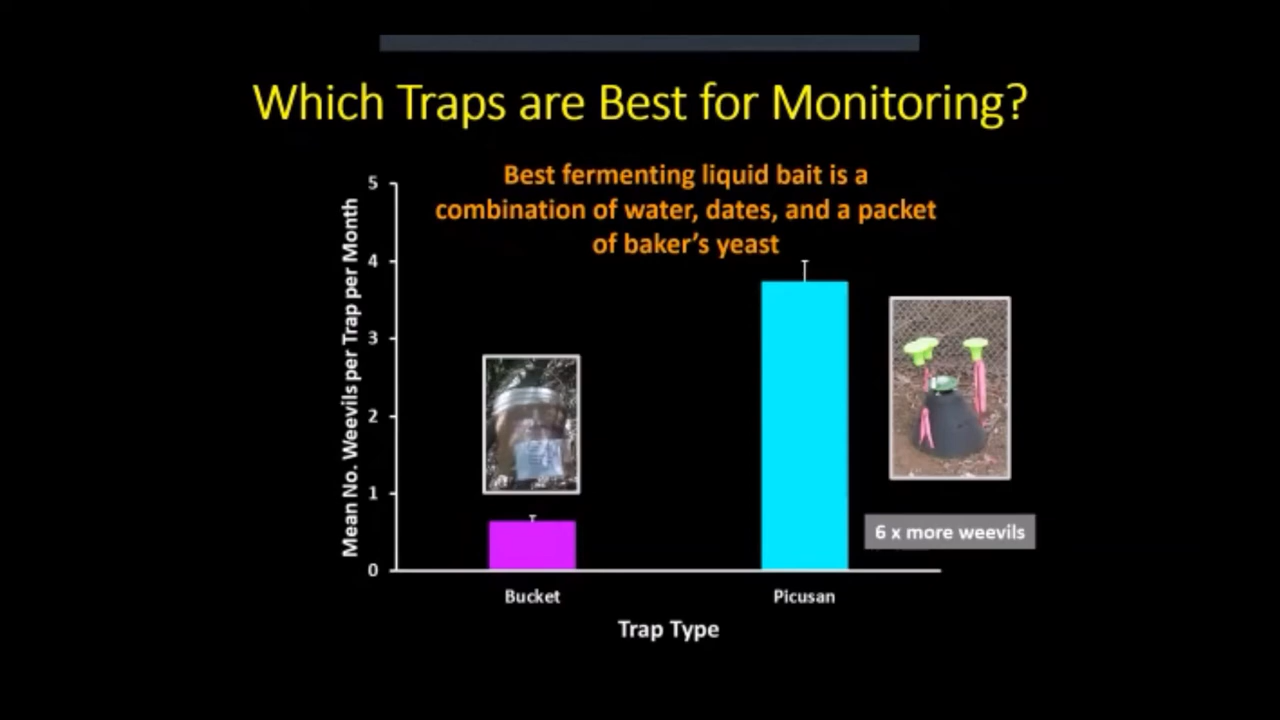 Which Traps are Best for Monitoring?
Best fermenting liquid bait is a
combination of water, dates, and a packet
of baker's yeast
Mean No. Weevils per Trap per Month
5
4
3
2
1
0
6 x more weevils
Bucket
Picusan
Trap Type